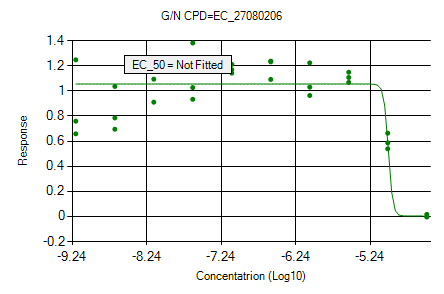 G/N CPD=EC_27080206
1.4
1.2
1
0.8
0.6
0.4
0.2
0
-0.2
Response
EC_50 = Not Fitted
-9.24 -8.24 -7.24 -6.24 -5.24
Concentatrion (Log10)